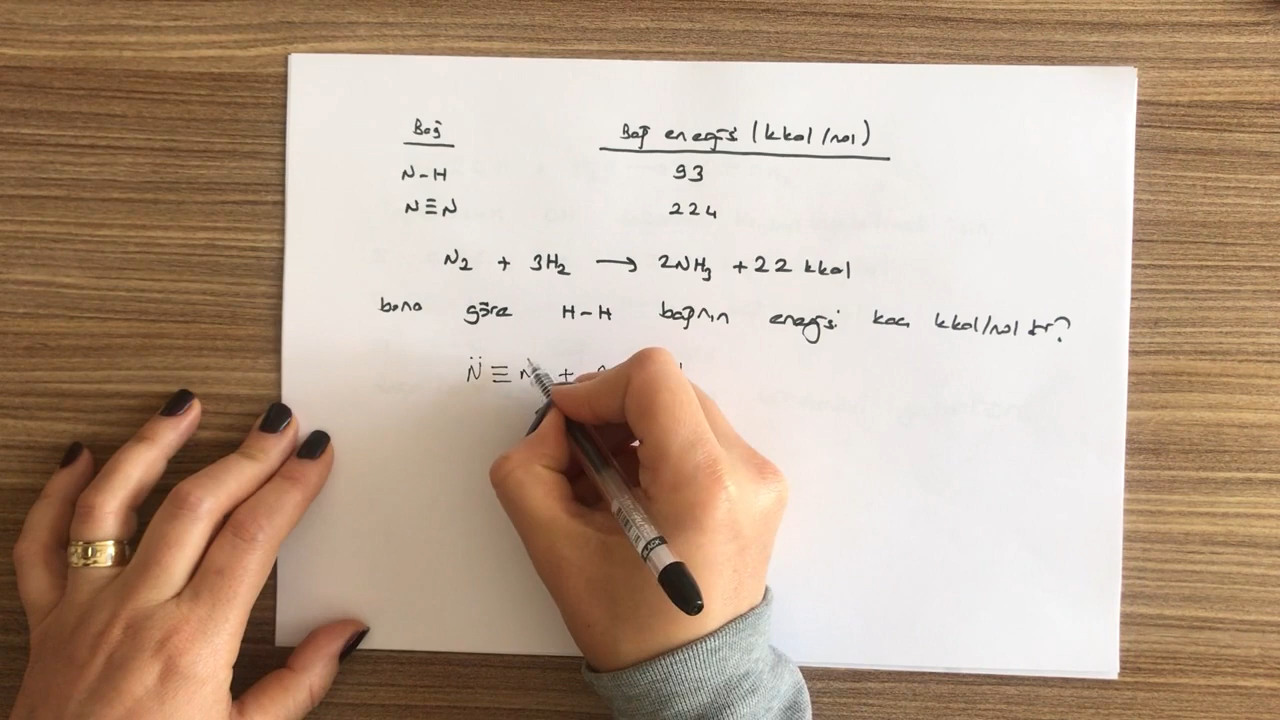 Bağ Bağ enerjisi (kkal/mol)
N-H 93
N≡N 224
N₂ + 3H₂ → 2NH₃ + 22 kkal
buna göre H-H bağının enerjisi kaç kkal/mol dür?
N̈ ≡ N +
BLACK